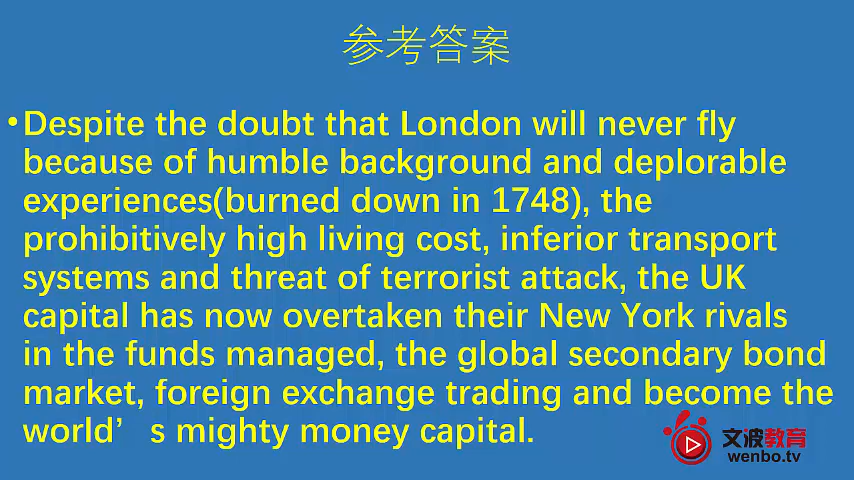 参考答案
•Despite the doubt that London will never fly
because of humble background and deplorable
experiences(burned down in 1748), the
prohibitively high living cost, inferior transport
systems and threat of terrorist attack, the UK
capital has now overtaken their New York rivals
in the funds managed, the global secondary bond
market, foreign exchange trading and become the
world’ s mighty money capital.
文波教育
wenbo.tv